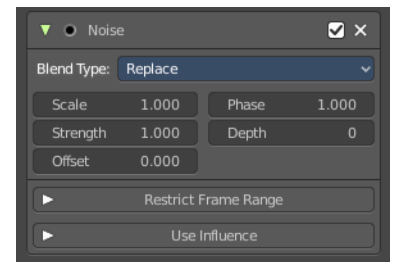 Noise
Blend Type: Replace
Scale 1.000 Phase 1.000
Strength 1.000 Depth 0
Offset 0.000
Restrict Frame Range
Use Influence